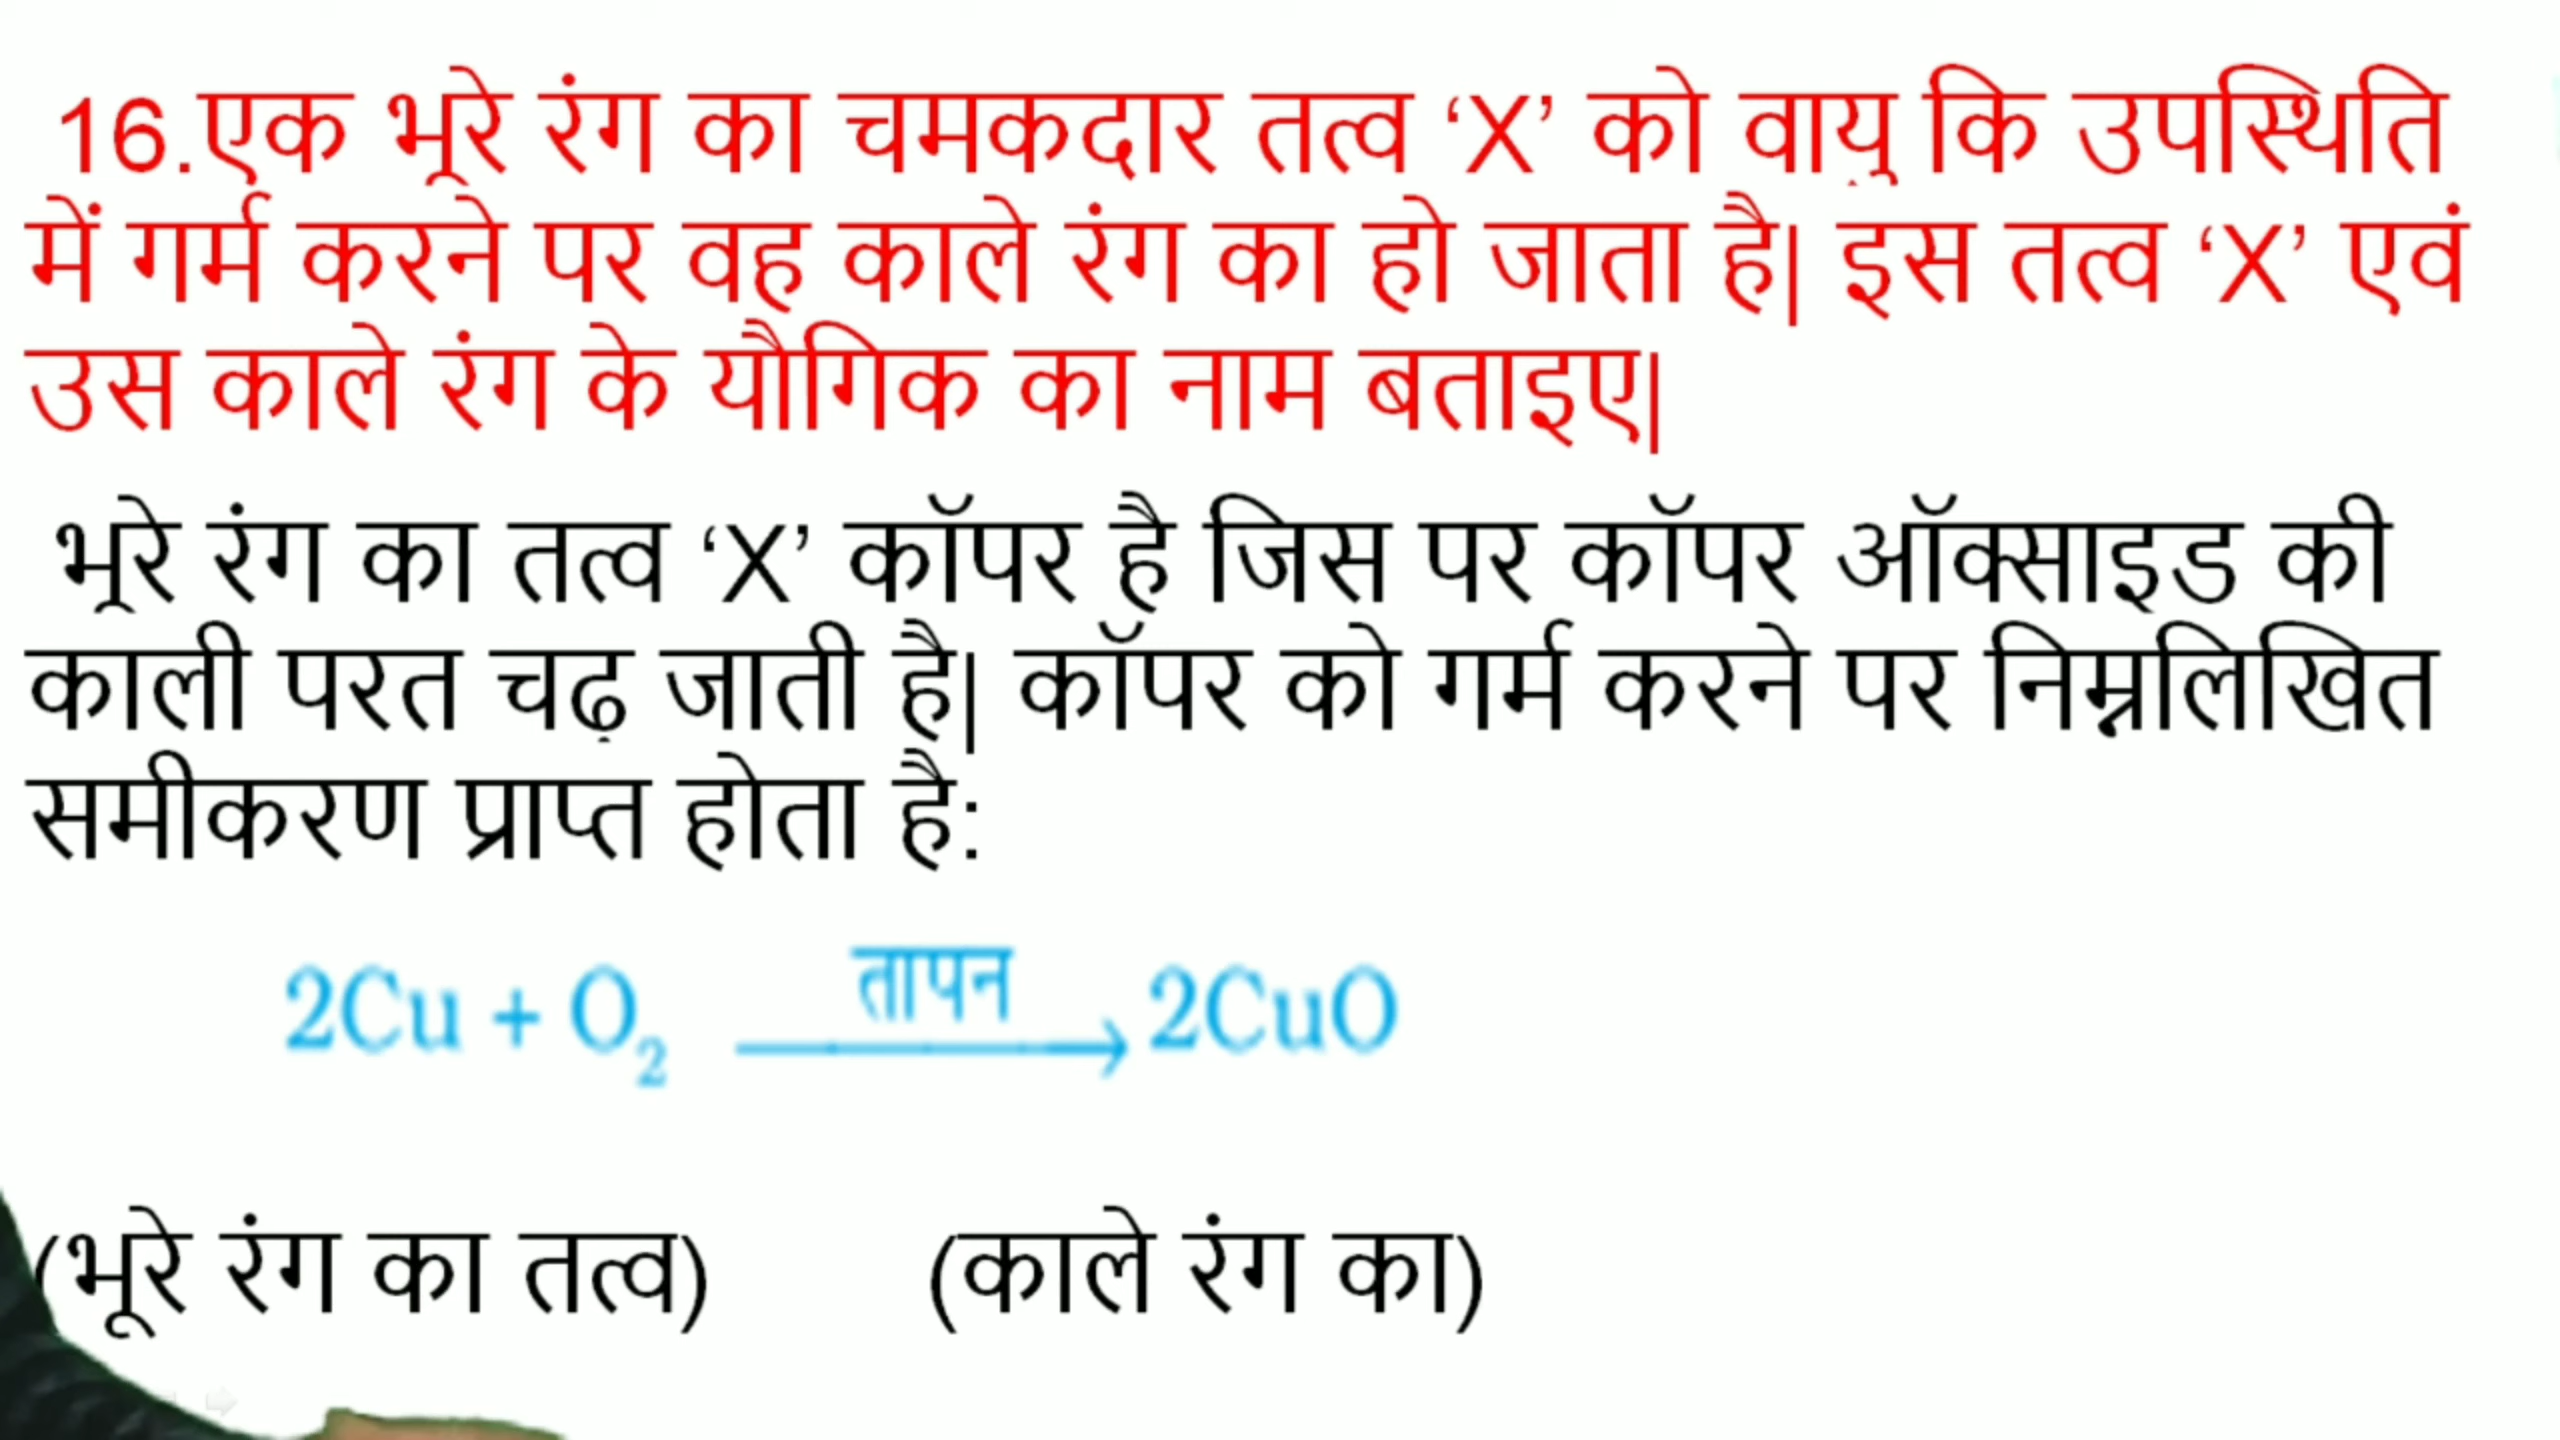 16.एक भूरे रंग का चमकदार तत्व ‘X’ को वायु कि उपस्थिति
में गर्म करने पर वह काले रंग का हो जाता है| इस तत्व ‘X’ एवं
उस काले रंग के यौगिक का नाम बताइए|
भूरे रंग का तत्व ‘X’ कॉपर है जिस पर कॉपर ऑक्साइड की
काली परत चढ़ जाती है| कॉपर को गर्म करने पर निम्नलिखित
समीकरण प्राप्त होता है:
तापन
2Cu + O₂ ⟶ 2CuO
(भूरे रंग का तत्व) (काले रंग का)